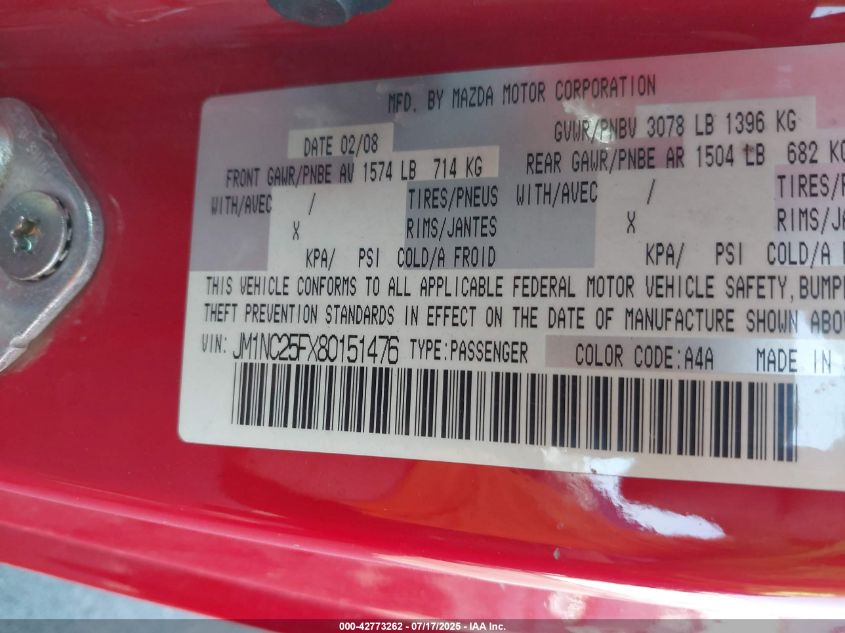 MFD. BY MAZDA MOTOR CORPORATION
DATE 02/08 GVWR/PNBV 3078 LB 1396 KG
FRONT GAWR/PNBE AV 1574 LB 714 KG REAR GAWR/PNBE AR 1504 LB 682 KG
WITH/AVEC / TIRES/PNEUS WITH/AVEC / TIRES/P
X RIMS/JANTES X RIMS/JA
KPA/ PSI COLD/A FROID KPA/ PSI COLD/A F
THIS VEHICLE CONFORMS TO ALL APPLICABLE FEDERAL MOTOR VEHICLE SAFETY, BUMP
THEFT PREVENTION STANDARDS IN EFFECT ON THE DATE OF MANUFACTURE SHOWN ABO
VIN: JM1NC25FX80151476 TYPE:PASSENGER COLOR CODE:A4A MADE IN
000-42773262 / 07/17/2025 - IAA Inc.